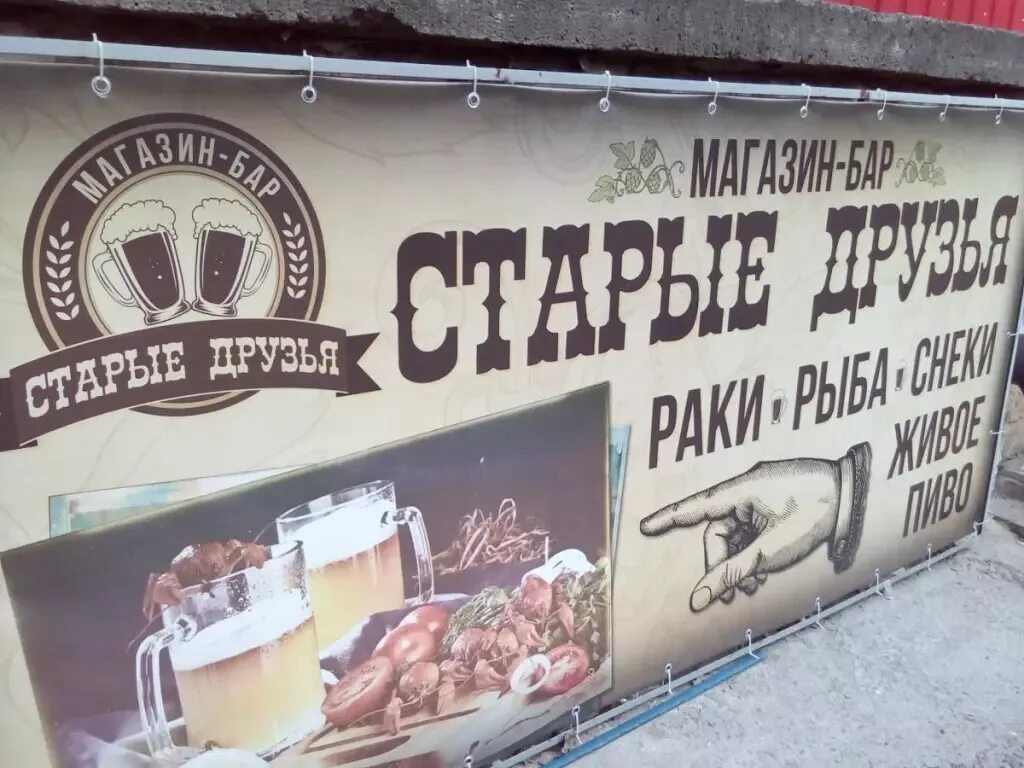 МАГАЗИН-БАР
СТАРЫЕ ДРУЗЬЯ
МАГАЗИН-БАР
СТАРЫЕ ДРУЗЬЯ
РАКИ РЫБА СНЕКИ
ЖИВОЕ
ПИВО